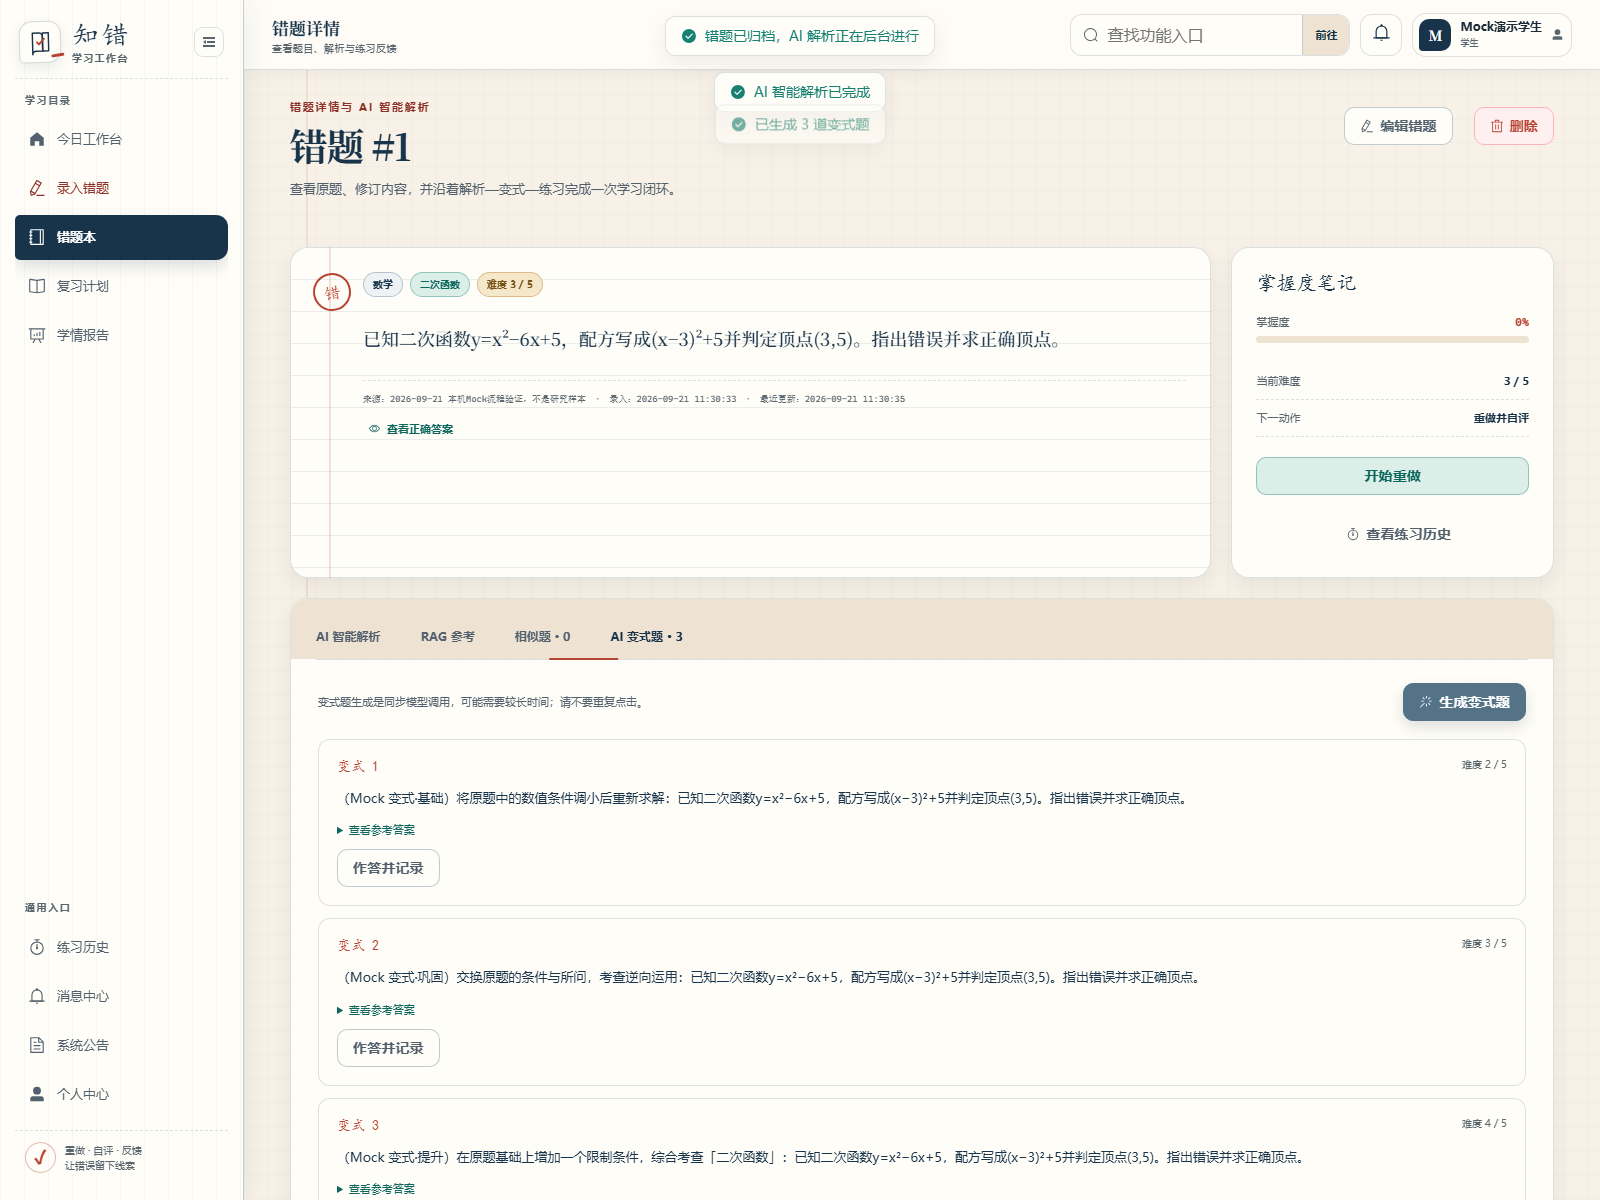 知错
学习工作台
学习目录
今日工作台
录入错题
错题本
复习计划
学情报告
通用入口
练习历史
消息中心
系统公告
个人中心
重做·自评·反馈
让错误留下线索
错题详情
查看题目、解析与练习反馈
错题已归档，AI 解析正在后台进行
查找功能入口
前往
M
Mock演示学生
学生
AI 智能解析已完成
已生成 3 道变式题
错题详情与 AI 智能解析
错题 #1
查看原题、修订内容，并沿着解析—变式—练习完成一次学习闭环。
编辑错题
删除
错
数学
二次函数
难度 3 / 5
已知二次函数y=x²−6x+5，配方写成(x−3)²+5并判定顶点(3,5)。指出错误并求正确顶点。
来源：2026-09-21 本机Mock流程验证，不是研究样本 · 录入：2026-09-21 11:30:33 · 最近更新：2026-09-21 11:30:35
查看正确答案
掌握度笔记
掌握度
0%
当前难度
3 / 5
下一动作
重做并自评
开始重做
查看练习历史
AI 智能解析
RAG 参考
相似题 • 0
AI 变式题 • 3
变式题生成是同步模型调用，可能需要较长时间；请不要重复点击。
生成变式题
变式 1
难度 2 / 5
（Mock 变式·基础）将原题中的数值条件调小后重新求解：已知二次函数y=x²−6x+5，配方写成(x−3)²+5并判定顶点(3,5)。指出错误并求正确顶点。
查看参考答案
作答并记录
变式 2
难度 3 / 5
（Mock 变式·巩固）交换原题的条件与所问，考查逆向运用：已知二次函数y=x²−6x+5，配方写成(x−3)²+5并判定顶点(3,5)。指出错误并求正确顶点。
查看参考答案
作答并记录
变式 3
难度 4 / 5
（Mock 变式·提升）在原题基础上增加一个限制条件，综合考查「二次函数」：已知二次函数y=x²−6x+5，配方写成(x−3)²+5并判定顶点(3,5)。指出错误并求正确顶点。
查看参考答案